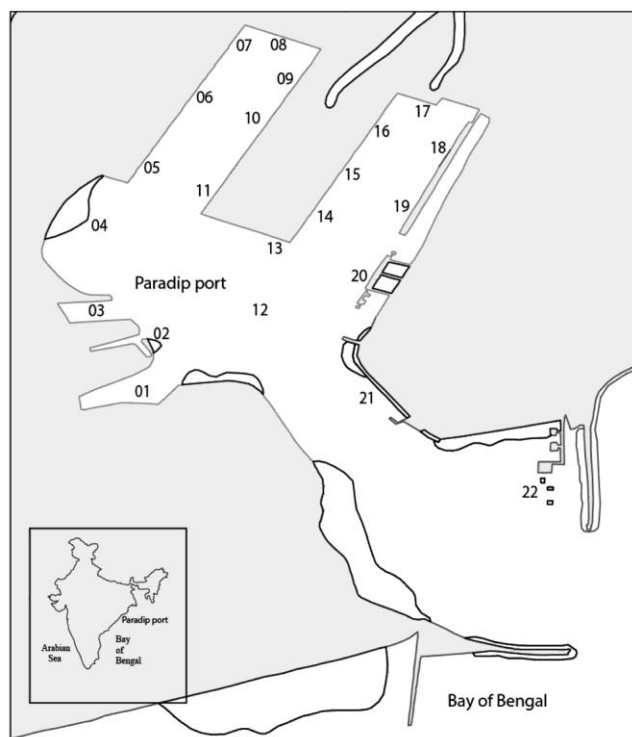 07 08
09
06
10
05
11
04
16
17
15
18
14
19
13
20
Paradip port
03
12
02
01
21
22
Paradip port
Arabian
Sea
Bay
of
Bengal
Bay of Bengal